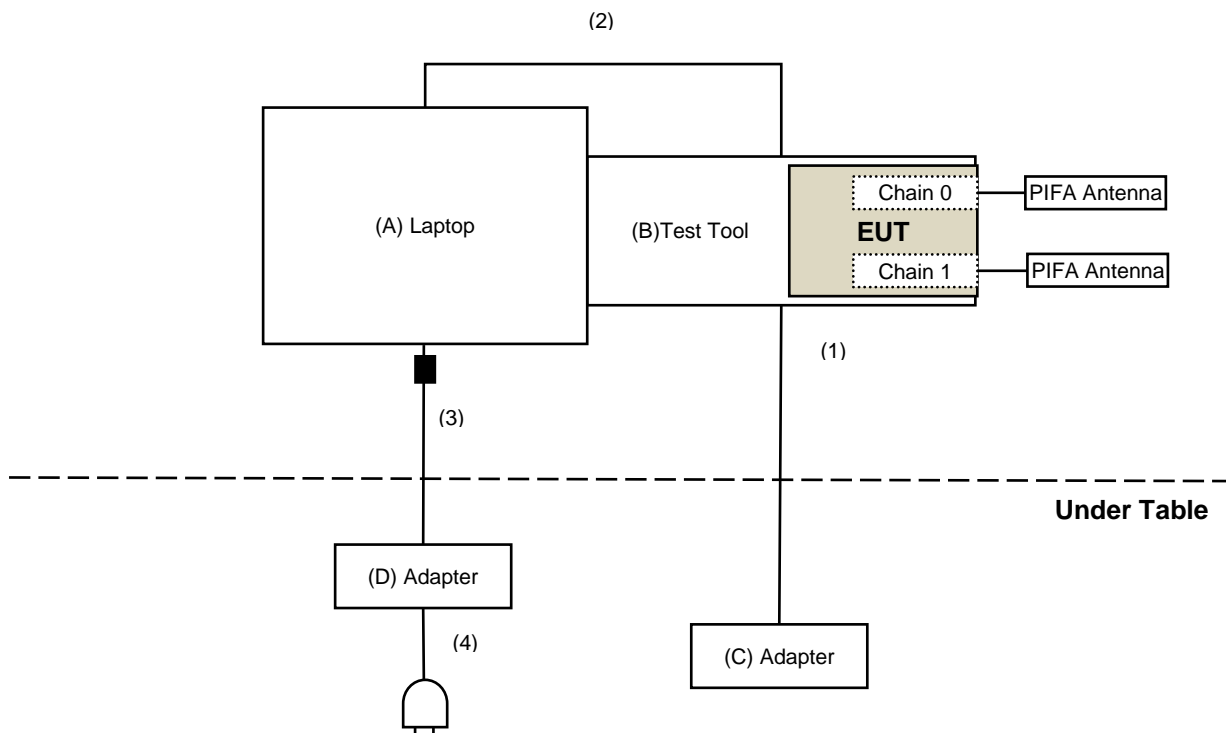 (2)
(A) Laptop
(B)Test Tool
Chain 0
EUT
Chain 1
PIFA Antenna
PIFA Antenna
(1)
(3)
Under Table
(D) Adapter
(4)
(C) Adapter